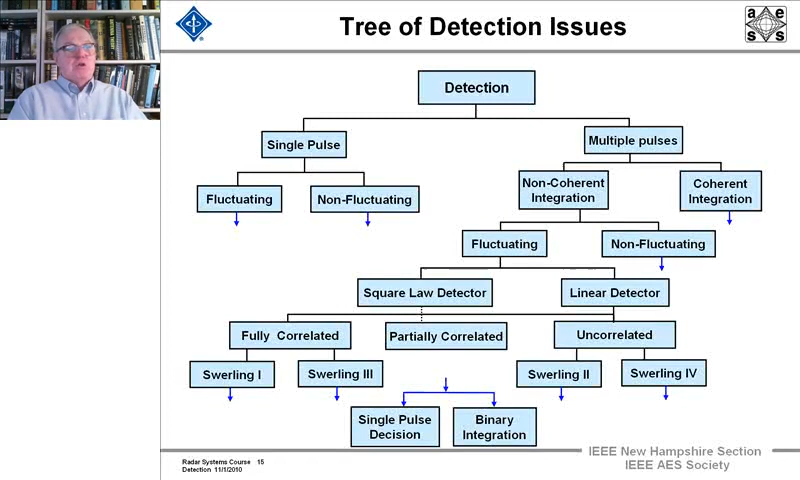 Tree of Detection Issues
a e
s s
Detection
Single Pulse
Multiple pulses
Fluctuating
Non-Fluctuating
Non-Coherent
Integration
Coherent
Integration
Fluctuating
Non-Fluctuating
Square Law Detector
Linear Detector
Fully Correlated
Partially Correlated
Uncorrelated
Swerling I
Swerling III
Swerling II
Swerling IV
Single Pulse
Decision
Binary
Integration
Radar Systems Course 15
Detection 11/1/2010
IEEE New Hampshire Section
IEEE AES Society